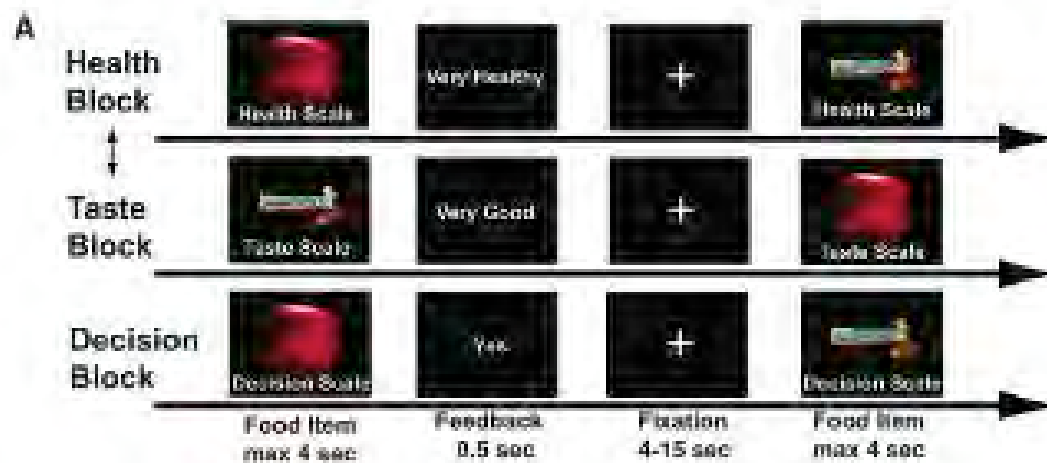 A
Health
Block
Health Scale
Very Healthy
+
Health Scale
Taste
Block
Taste Scale
Very Good
+
Taste Scale
Decision
Block
Decision Scale
Yes
+
Decision Scale
Food Item
max 4 sec
Feedback
0.5 sec
Fixation
4-15 sec
Food Item
max 4 sec